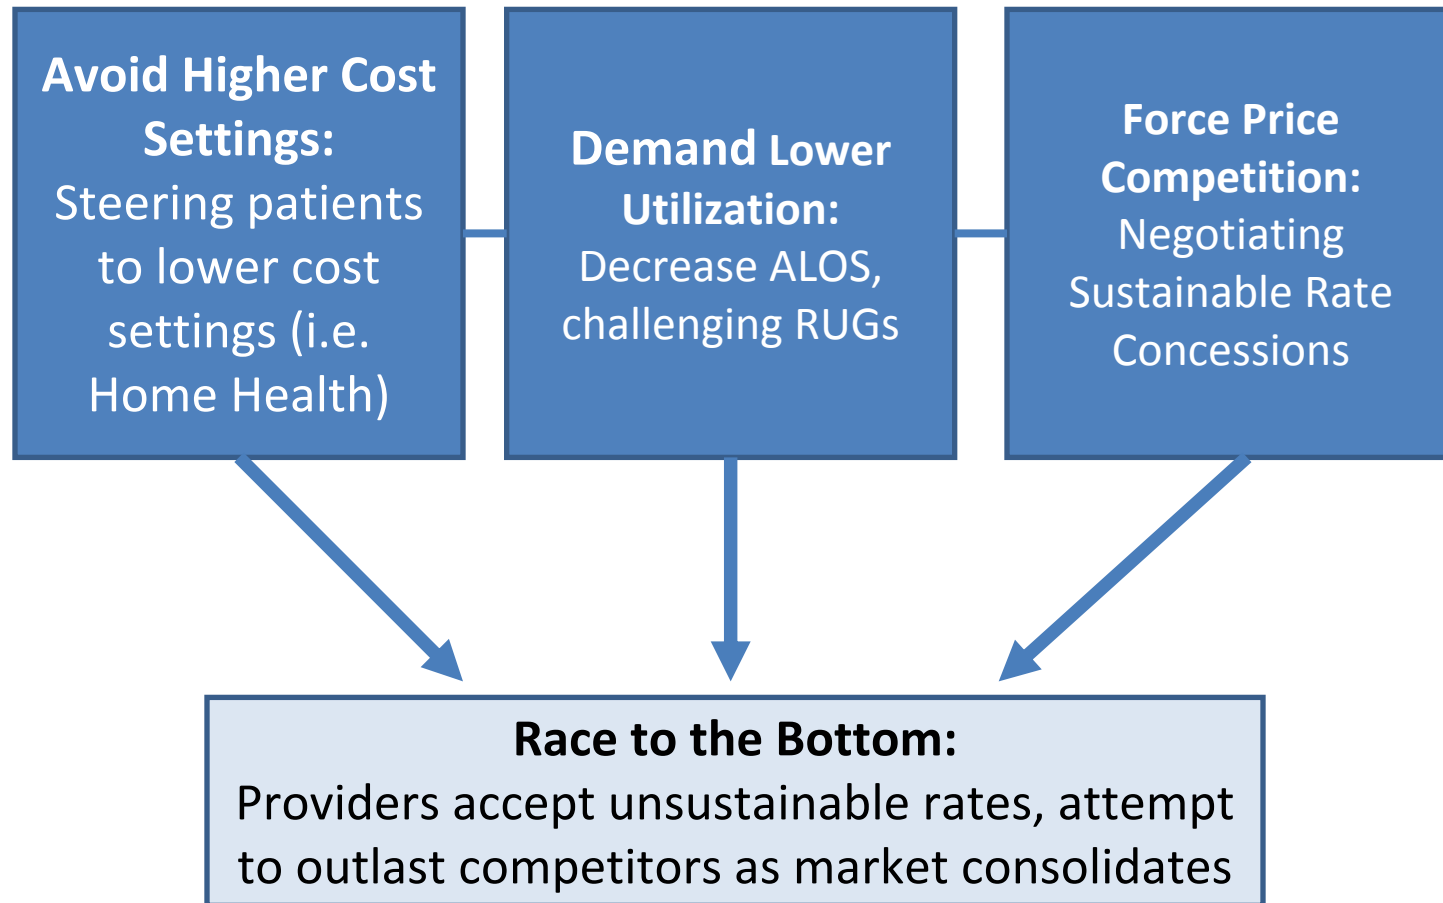 Avoid Higher Cost
Settings:
Steering patients
to lower cost
settings (i.e.
Home Health)
Demand Lower
Utilization:
Decrease ALOS,
challenging RUGs
Force Price
Competition:
Negotiating
Sustainable Rate
Concessions
Race to the Bottom:
Providers accept unsustainable rates, attempt
to outlast competitors as market consolidates